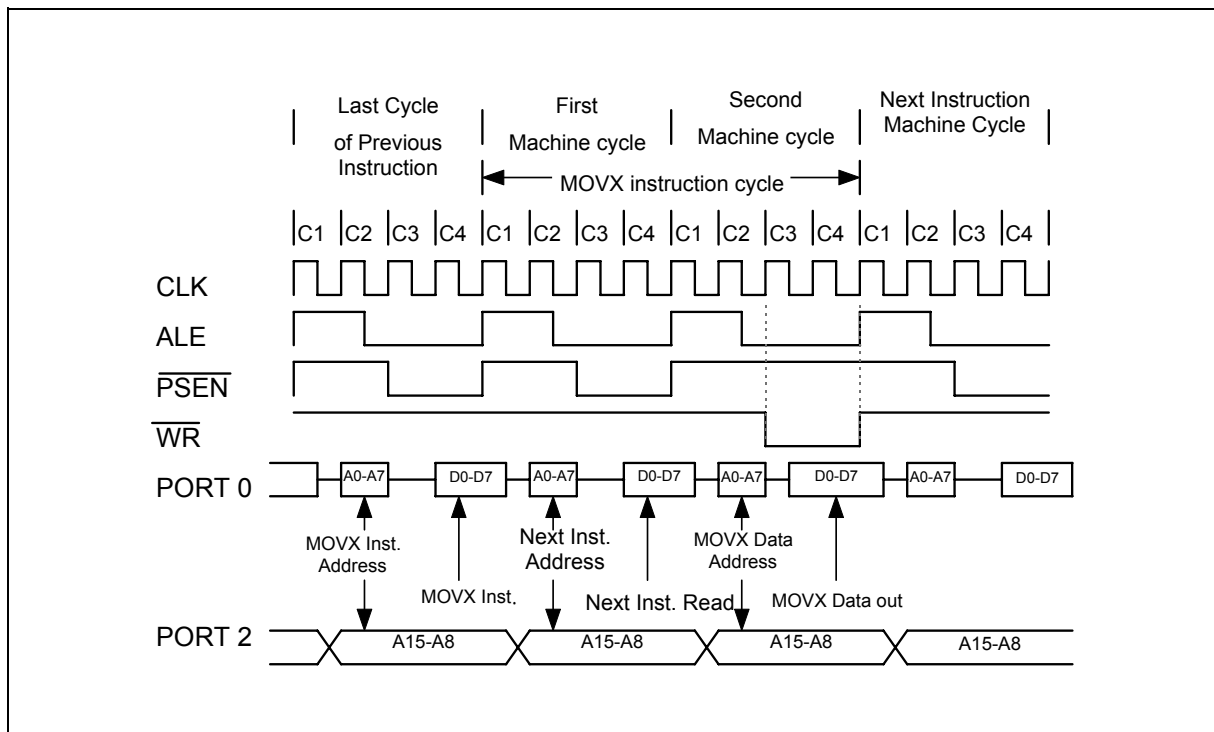 Last Cycle
of Previous
Instruction
First
Machine cycle
Second
Machine cycle
Next Instruction
Machine Cycle
MOVX instruction cycle
C1 C2 C3 C4 C1 C2 C3 C4 C1 C2 C3 C4 C1 C2 C3 C4
CLK
ALE
PSEN
WR
PORT 0
A0-A7 D0-D7 A0-A7 D0-D7 A0-A7 D0-D7 A0-A7 D0-D7
MOVX Inst.
Address
MOVX Inst.
Next Inst.
Address
Next Inst. Read
MOVX Data
Address
MOVX Data out
PORT 2
A15-A8 A15-A8 A15-A8 A15-A8